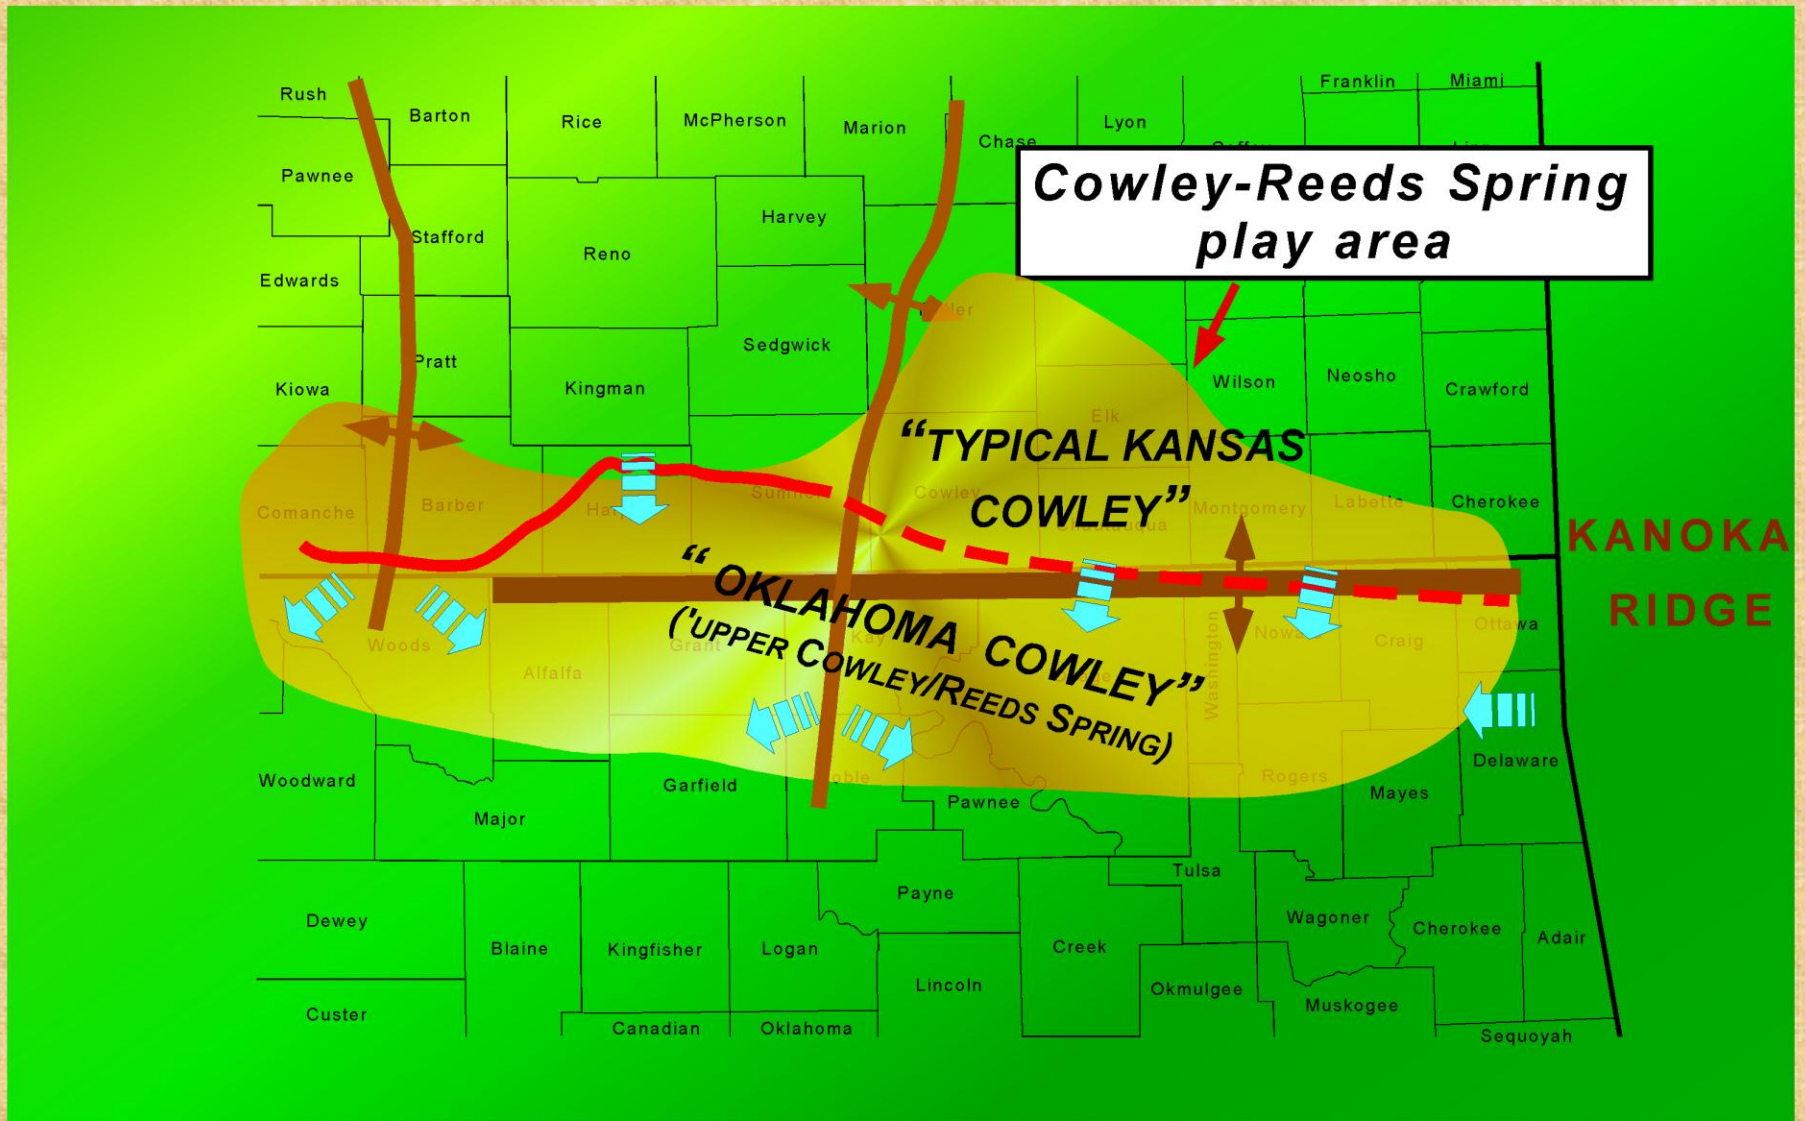 Rush
Barton
Rice
McPherson
Marion
Chase
Lyon
Franklin
Miami
Cowley-Reeds Spring
play area
Pawnee
Stafford
Reno
Harvey
Edwards
Sedgwick
Pratt
Kiowa
Kingman
Wilson
Neosho
Crawford
Elk
“TYPICAL KANSAS
COWLEY”
Comanche
Barber
Cowley
Montgomery
Labette
Cherokee
KANOKA
RIDGE
“ OKLAHOMA COWLEY”
('UPPER COWLEY/REEDS SPRING)
Woods
Alfalfa
Grant
Kay
Washington
Craig
Ottawa
Woodward
Major
Garfield
Pawnee
Rogers
Mayes
Delaware
Dewey
Blaine
Kingfisher
Logan
Payne
Creek
Tulsa
Wagoner
Cherokee
Adair
Custer
Canadian
Oklahoma
Lincoln
Okmulgee
Muskogee
Sequoyah